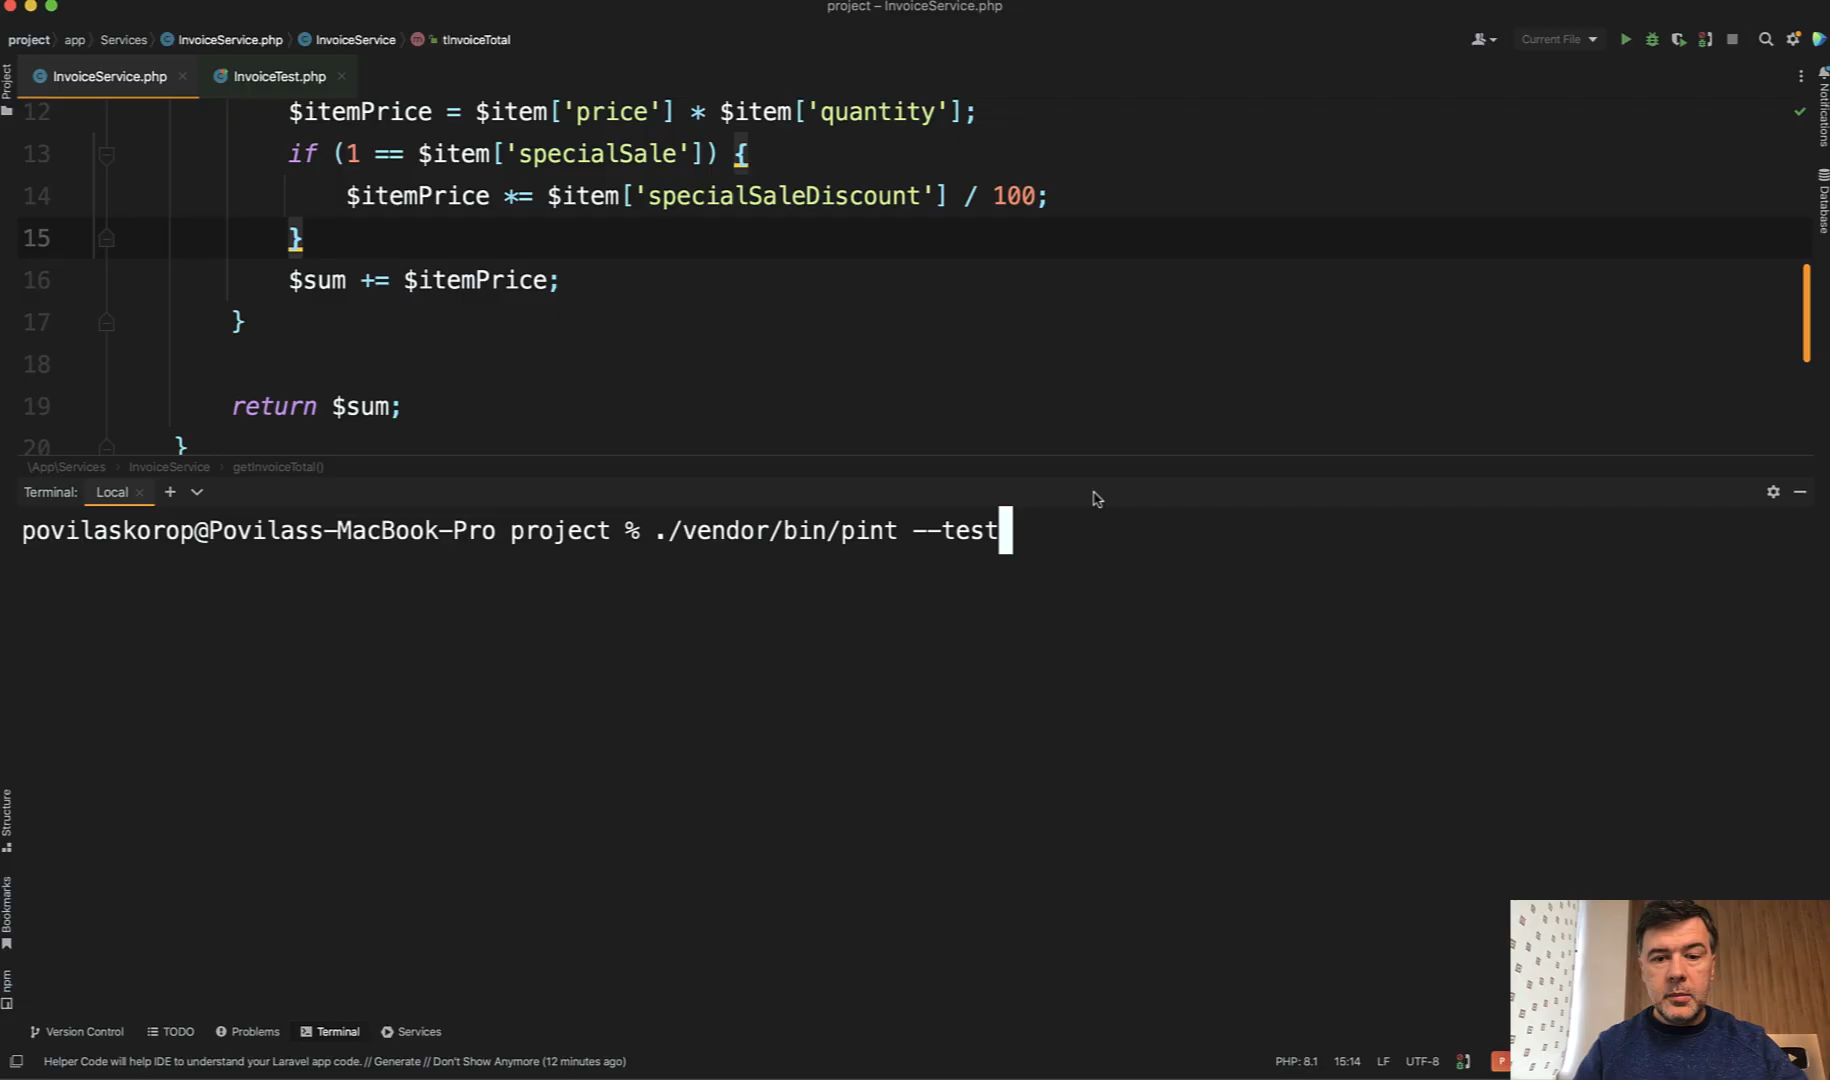 project – InvoiceService.php
project app Services InvoiceService.php InvoiceService tInvoiceTotal
Current File
InvoiceService.php InvoiceTest.php
12 $itemPrice = $item['price'] * $item['quantity'];
13 if (1 == $item['specialSale']) {
14 $itemPrice *= $item['specialSaleDiscount'] / 100;
15 }
16 $sum += $itemPrice;
17 }
18
19 return $sum;
20 }
\App\Services InvoiceService getInvoiceTotal()
Terminal: Local
povilaskorop@Povilass-MacBook-Pro project % ./vendor/bin/pint --test
Project
Structure
Bookmarks
npm
Notifications
Database
Version Control TODO Problems Terminal Services
Helper Code will help IDE to understand your Laravel app code. // Generate // Don't Show Anymore (12 minutes ago)
PHP: 8.1 15:14 LF UTF-8 P